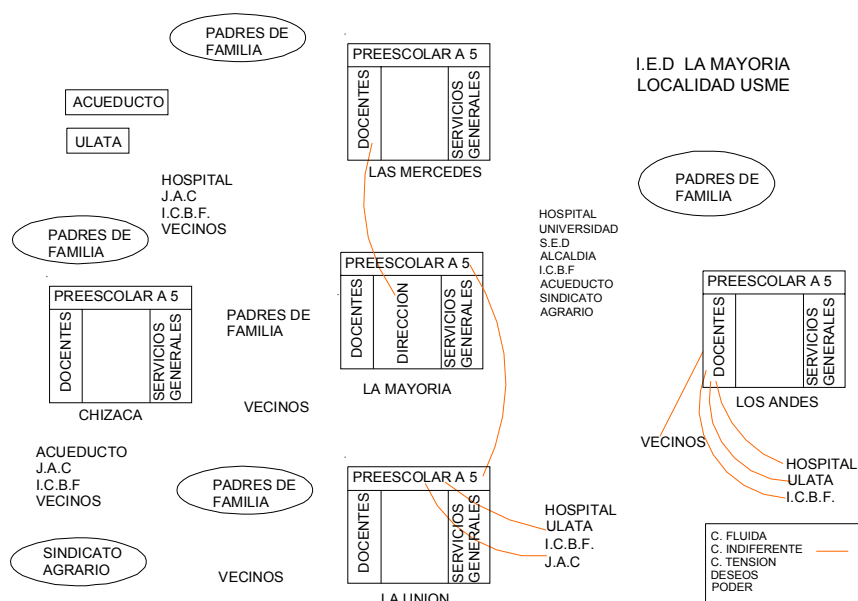 PADRES DE
FAMILIA
PREESCOLAR A 5
DOCENTES
SERVICIOS
GENERALES
LAS MERCEDES
I.E.D LA MAYORIA
LOCALIDAD USME
ACUEDUCTO
ULATA
HOSPITAL
J.A.C
I.C.B.F.
VECINOS
PADRES DE
FAMILIA
PADRES DE
FAMILIA
HOSPITAL
UNIVERSIDAD
S.E.D
ALCALDIA
I.C.B.F
ACUEDUCTO
SINDICATO
AGRARIO
PREESCOLAR A 5
DOCENTES
SERVICIOS
GENERALES
CHIZACA
PADRES DE
FAMILIA
VECINOS
PREESCOLAR A 5
DOCENTES
DIRECCION
SERVICIOS
GENERALES
LA MAYORIA
PREESCOLAR A 5
DOCENTES
SERVICIOS
GENERALES
LOS ANDES
VECINOS
HOSPITAL
ULATA
I.C.B.F.
ACUEDUCTO
J.A.C
I.C.B.F
VECINOS
PADRES DE
FAMILIA
PREESCOLAR A 5
DOCENTES
SERVICIOS
GENERALES
LA UNION
HOSPITAL
ULATA
I.C.B.F.
J.A.C
SINDICATO
AGRARIO
VECINOS
C. FLUIDA
C. INDIFERENTE
C. TENSION
DESEOS
PODER